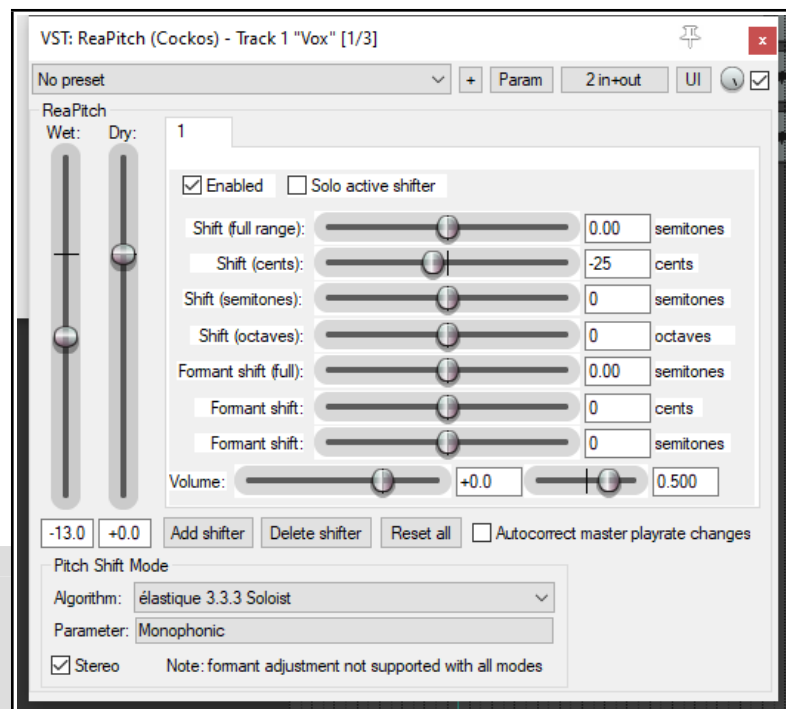 VST: ReaPitch (Cockos) - Track 1 "Vox" [1/3]
x
No preset + Param 2 in+out UI
ReaPitch
Wet: Dry: 1
Enabled Solo active shifter
Shift (full range): 0.00 semitones
Shift (cents): -25 cents
Shift (semitones): 0 semitones
Shift (octaves): 0 octaves
Formant shift (full): 0.00 semitones
Formant shift: 0 cents
Formant shift: 0 semitones
Volume: +0.0 0.500
-13.0 +0.0 Add shifter Delete shifter Reset all Autocorrect master playrate changes
Pitch Shift Mode
Algorithm: élastique 3.3.3 Soloist
Parameter: Monophonic
Stereo Note: formant adjustment not supported with all modes